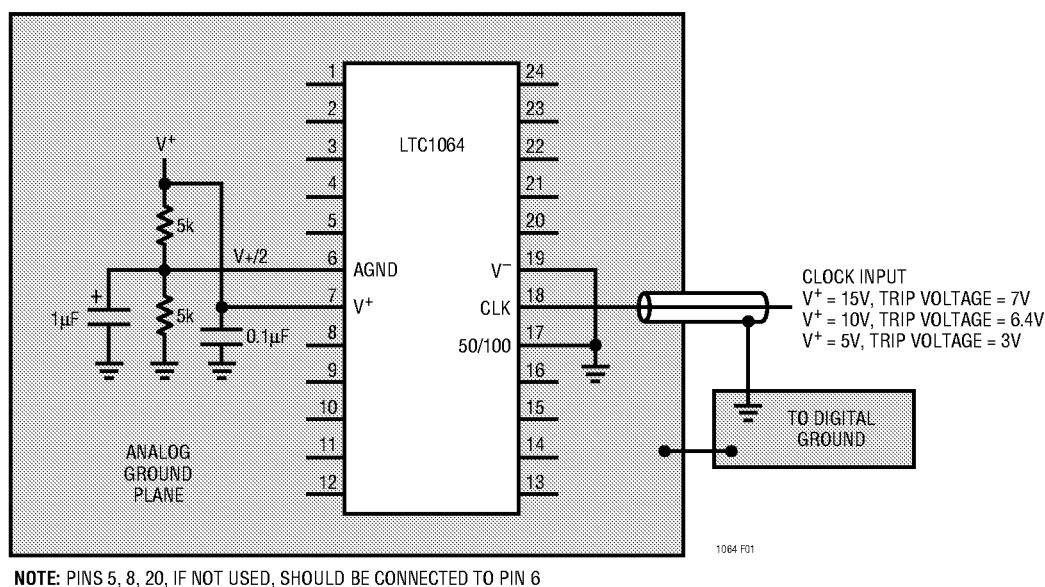 1
2
3
4
5
6
7
8
9
10
11
12
24
23
22
21
20
19
18
17
16
15
14
13
LTC1064
AGND
V+
V–
CLK
50/100
V+
5k
V+/2
1µF
+
5k
0.1µF
ANALOG
GROUND
PLANE
CLOCK INPUT
V+ = 15V, TRIP VOLTAGE = 7V
V+ = 10V, TRIP VOLTAGE = 6.4V
V+ = 5V, TRIP VOLTAGE = 3V
TO DIGITAL
GROUND
1064 F01
NOTE: PINS 5, 8, 20, IF NOT USED, SHOULD BE CONNECTED TO PIN 6